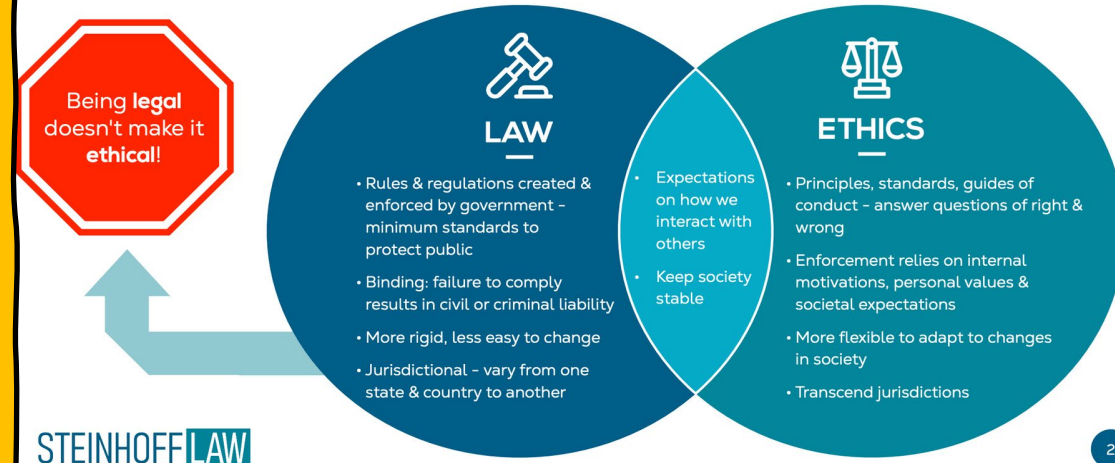 Being legal
doesn't make it
ethical!
LAW
• Rules & regulations created &
enforced by government -
minimum standards to
protect public
• Binding: failure to comply
results in civil or criminal liability
• More rigid, less easy to change
• Jurisdictional - vary from one
state & country to another
• Expectations
on how we
interact with
others
• Keep society
stable
ETHICS
• Principles, standards, guides of
conduct - answer questions of right &
wrong
• Enforcement relies on internal
motivations, personal values &
societal expectations
• More flexible to adapt to changes
in society
• Transcend jurisdictions
STEINHOFF LAW
2